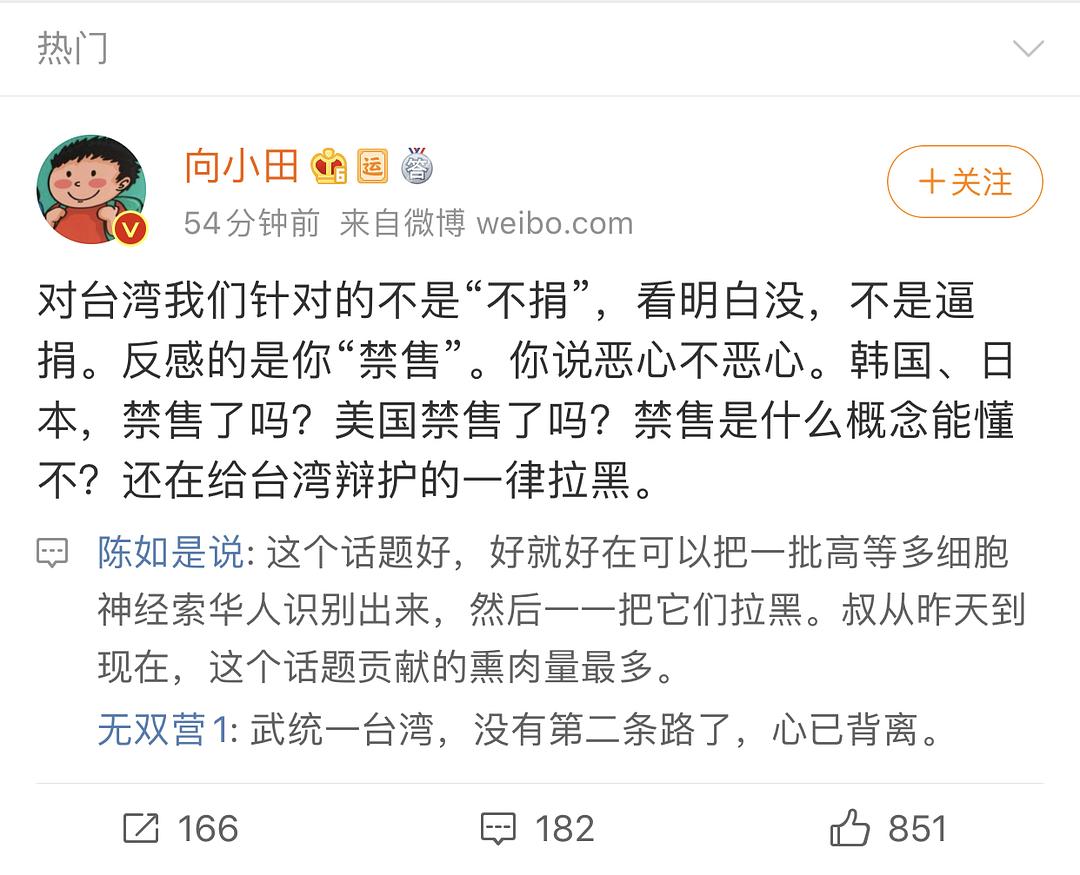 热门
向小田
54分钟前 来自微博 weibo.com
+关注
对台湾我们针对的不是“不捐”，看明白没，不是逼
捐。反感的是你“禁售”。你说恶心不恶心。韩国、日
本，禁售了吗？美国禁售了吗？禁售是什么概念能懂
不？还在给台湾辩护的一律拉黑。
陈如是说: 这个话题好，好就好在可以把一批高等多细胞
神经索华人识别出来，然后一一把它们拉黑。叔从昨天到
现在，这个话题贡献的熏肉量最多。
无双营1: 武统一台湾，没有第二条路了，心已背离。
166 182 851